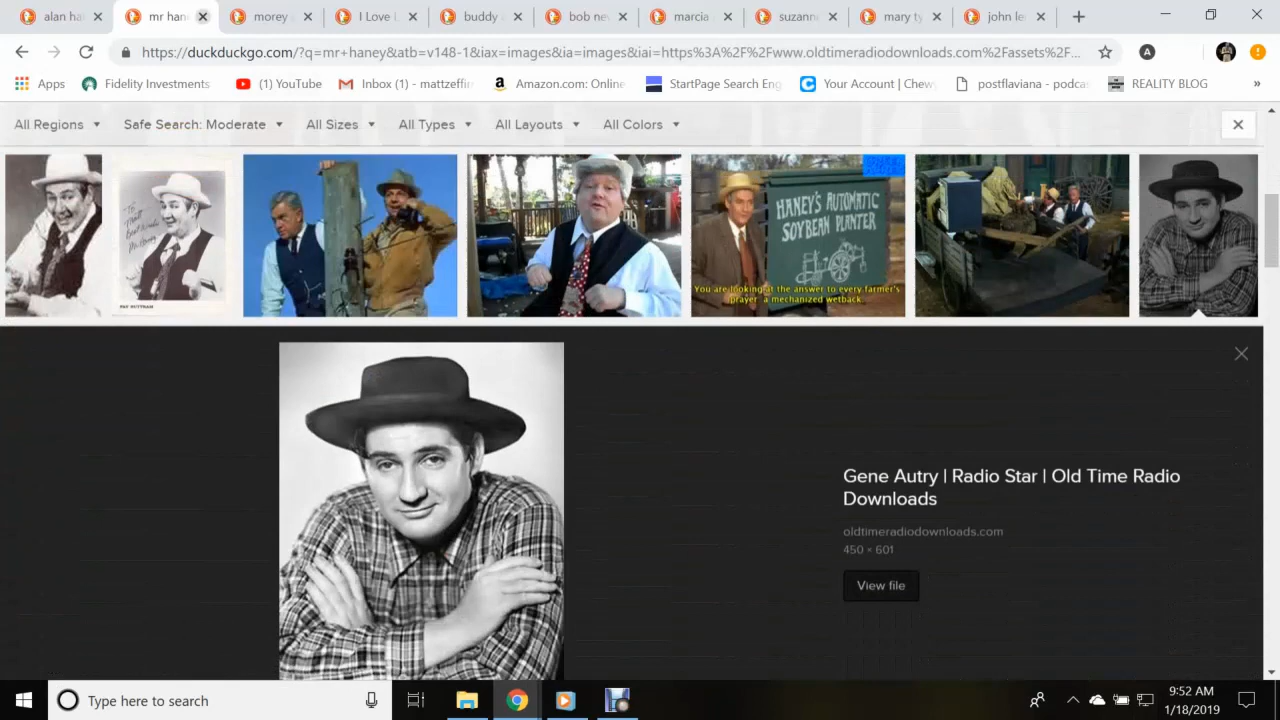 alan ha
mr han
morey
I Love L
buddy
bob nev
marcia
suzann
mary ty
john le
https://duckduckgo.com/?q=mr+haney&atb=v148-1&iax=images&ia=images&iai=https%3A%2F%2Fwww.oldtimeradiodownloads.com%2Fassets%2F...
A
Apps
Fidelity Investments
(1) YouTube
Inbox (1) - mattzeffir
Amazon.com: Online
StartPage Search Eng
Your Account | Chew
postflaviana - podcas
REALITY BLOG
»
All Regions
Safe Search: Moderate
All Sizes
All Types
All Layouts
All Colors
PAT BUTTRAM
HANEY'S AUTOMATIC
SOYBEAN PLANTER
You are looking at the answer to every farmer's
prayer a mechanized wetback.
Gene Autry | Radio Star | Old Time Radio
Downloads
oldtimeradiodownloads.com
450 × 601
View file
Type here to search
9:52 AM
1/18/2019